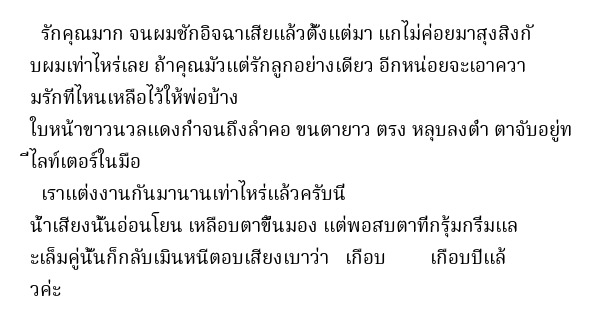 รักคุณมาก จนผมชักอิจฉาเสียแล้วตั้งแต่มา แกไม่ค่อยมาสุงสิงกั
บผมเท่าไหร่เลย ถ้าคุณมัวแต่รักลูกอย่างเดียว อีกหน่อยจะเอาควา
มรักที่ไหนเหลือไว้ให้พ่อบ้าง
ใบหน้าขาวนวลแดงก่ำจนถึงลำคอ ขนตายาว ตรง หลุบลงต่ำ ตาจับอยู่ท
ี่ไลท์เตอร์ในมือ
เราแต่งงานกันมานานเท่าไหร่แล้วครับนี่
น้ำเสียงนั้นอ่อนโยน เหลือบตาขึ้นมอง แต่พอสบตาที่กรุ้มกริ่มแล
ะเล็มคู่นั้นก็กลับเมินหนีตอบเสียงเบาว่า เกือบ เกือบปีแล้
วค่ะ